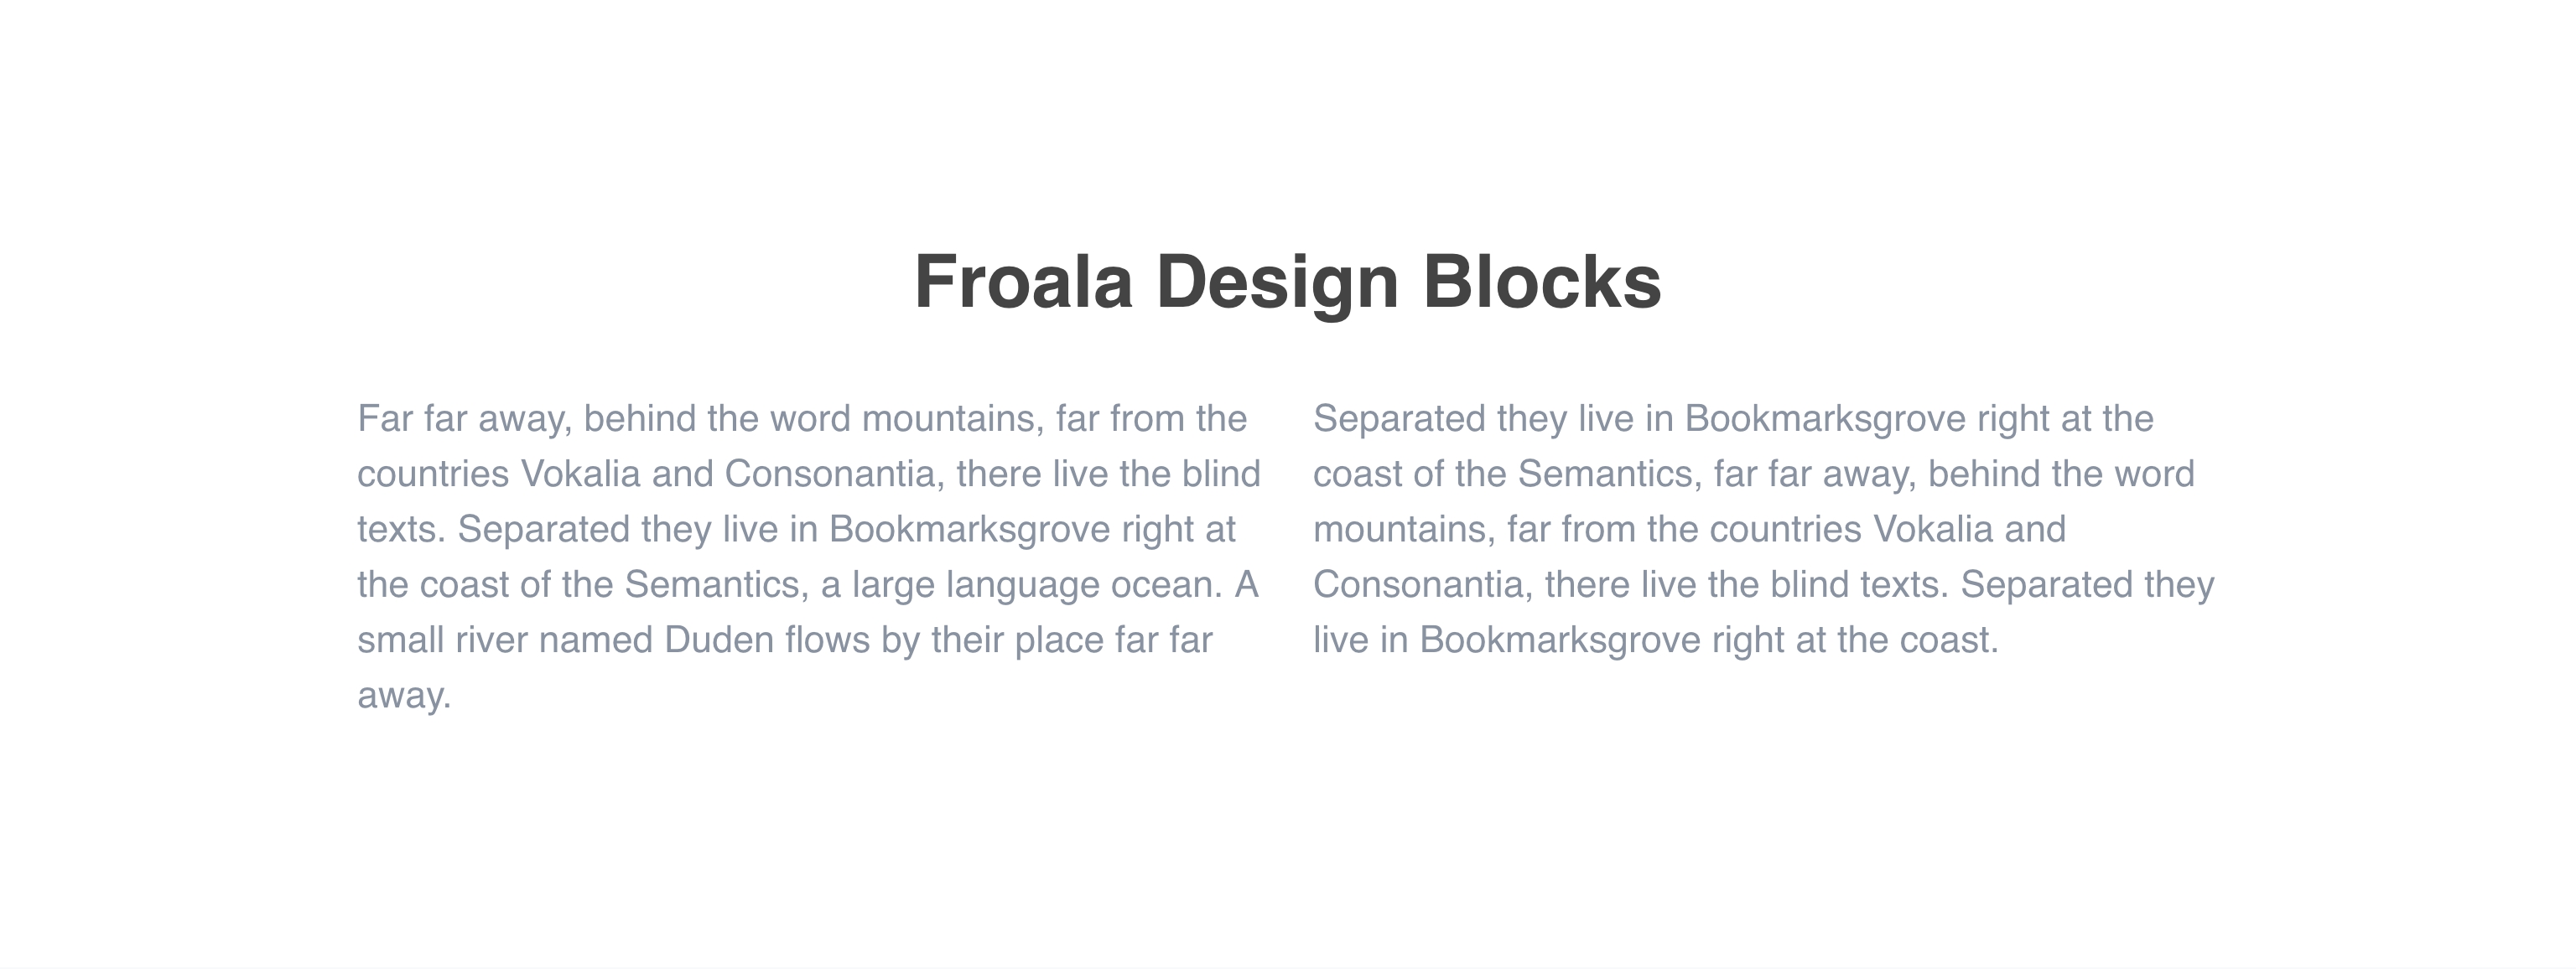 Froala Design Blocks
Far far away, behind the word mountains, far from the
countries Vokalia and Consonantia, there live the blind
texts. Separated they live in Bookmarksgrove right at
the coast of the Semantics, a large language ocean. A
small river named Duden flows by their place far far
away.
Separated they live in Bookmarksgrove right at the
coast of the Semantics, far far away, behind the word
mountains, far from the countries Vokalia and
Consonantia, there live the blind texts. Separated they
live in Bookmarksgrove right at the coast.